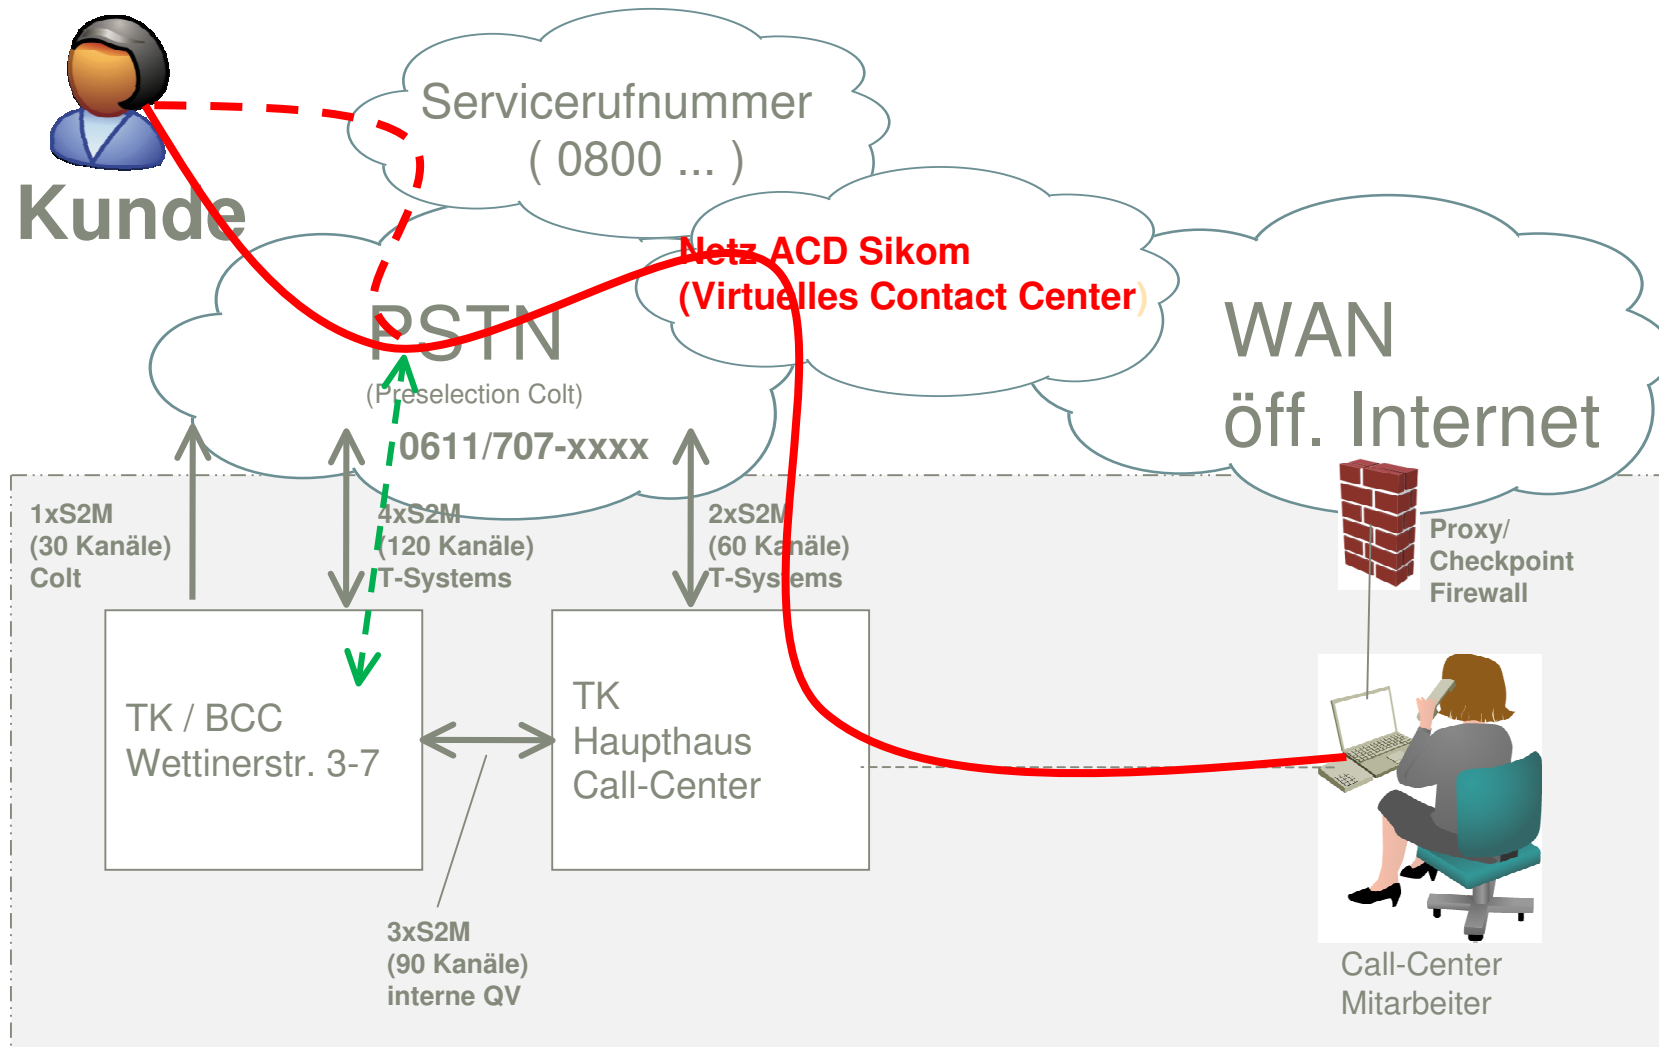 Servicerufnummer
( 0800 ... )
Kunde
Netz ACD Sikom
(Virtuelles Contact Center)
PSTN
(Preselection Colt)
0611/707-xxxx
WAN
öff. Internet
1xS2M
(30 Kanäle)
Colt
4xS2M
(120 Kanäle)
T-Systems
2xS2M
(60 Kanäle)
T-Systems
Proxy/
Checkpoint
Firewall
TK / BCC
Wettinerstr. 3-7
TK
Haupthaus
Call-Center
3xS2M
(90 Kanäle)
interne QV
Call-Center
Mitarbeiter